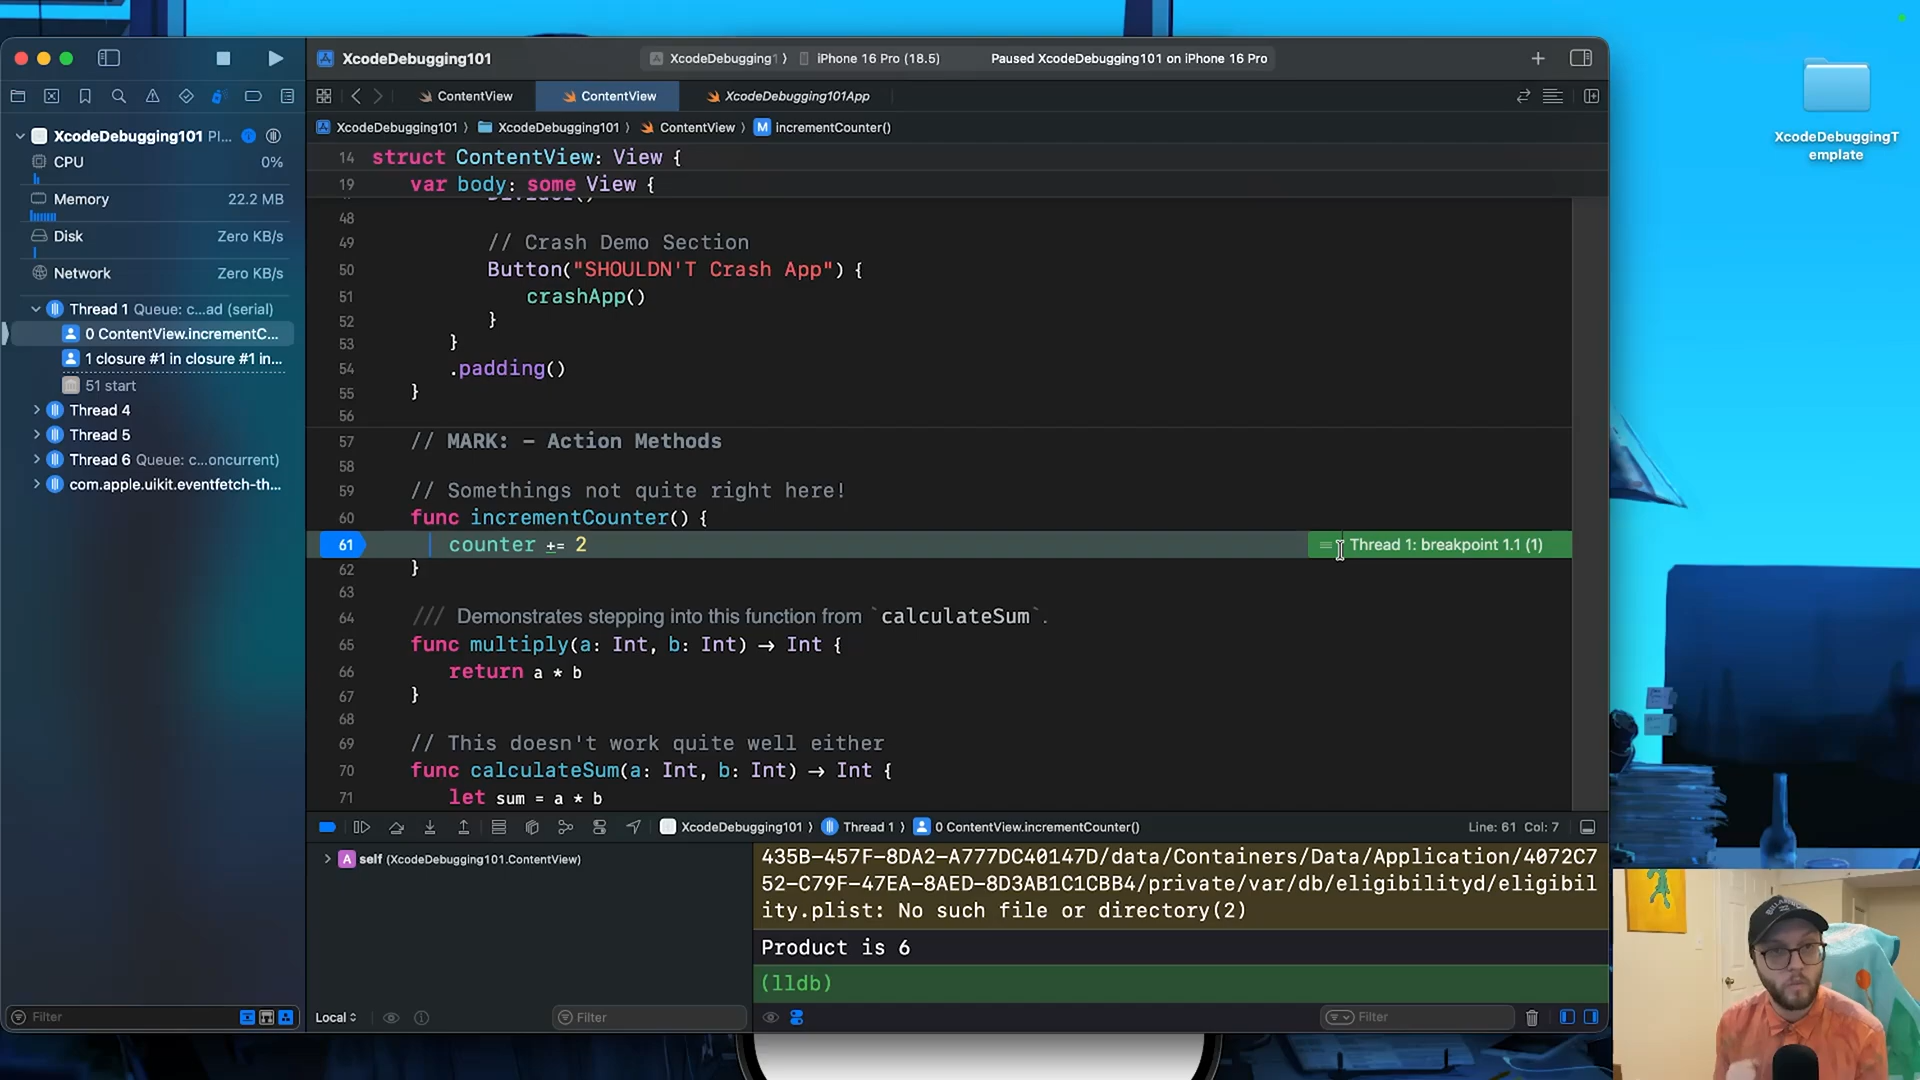 XcodeDebugging101
XcodeDebugging1
iPhone 16 Pro (18.5)
Paused XcodeDebugging101 on iPhone 16 Pro
ContentView
ContentView
XcodeDebugging101App
XcodeDebugging101
XcodeDebugging101
ContentView
M incrementCounter()
XcodeDebugging101 PI...
CPU 0%
Memory 22.2 MB
Disk Zero KB/s
Network Zero KB/s
Thread 1 Queue: c...ad (serial)
0 ContentView.incrementC...
1 closure #1 in closure #1 in...
51 start
Thread 4
Thread 5
Thread 6 Queue: c...oncurrent)
com.apple.uikit.eventfetch-th...
Filter
14 struct ContentView: View {
19 var body: some View {
Divider()
48
49 // Crash Demo Section
50 Button("SHOULDN'T Crash App") {
51 crashApp()
52 }
53 }
54 .padding()
55 }
56
57 // MARK: - Action Methods
58
59 // Somethings not quite right here!
60 func incrementCounter() {
61 counter += 2 Thread 1: breakpoint 1.1 (1)
62 }
63
64 /// Demonstrates stepping into this function from `calculateSum`.
65 func multiply(a: Int, b: Int) → Int {
66 return a * b
67 }
68
69 // This doesn't work quite well either
70 func calculateSum(a: Int, b: Int) → Int {
71 let sum = a * b
XcodeDebugging101
Thread 1
0 ContentView.incrementCounter()
Line: 61 Col: 7
A self (XcodeDebugging101.ContentView)
435B-457F-8DA2-A777DC40147D/data/Containers/Data/Application/4072C7
52-C79F-47EA-8AED-8D3AB1C1CBB4/private/var/db/eligibilityd/eligibil
ity.plist: No such file or directory(2)
Product is 6
(lldb)
Local
Filter
Filter
XcodeDebuggingT
emplate